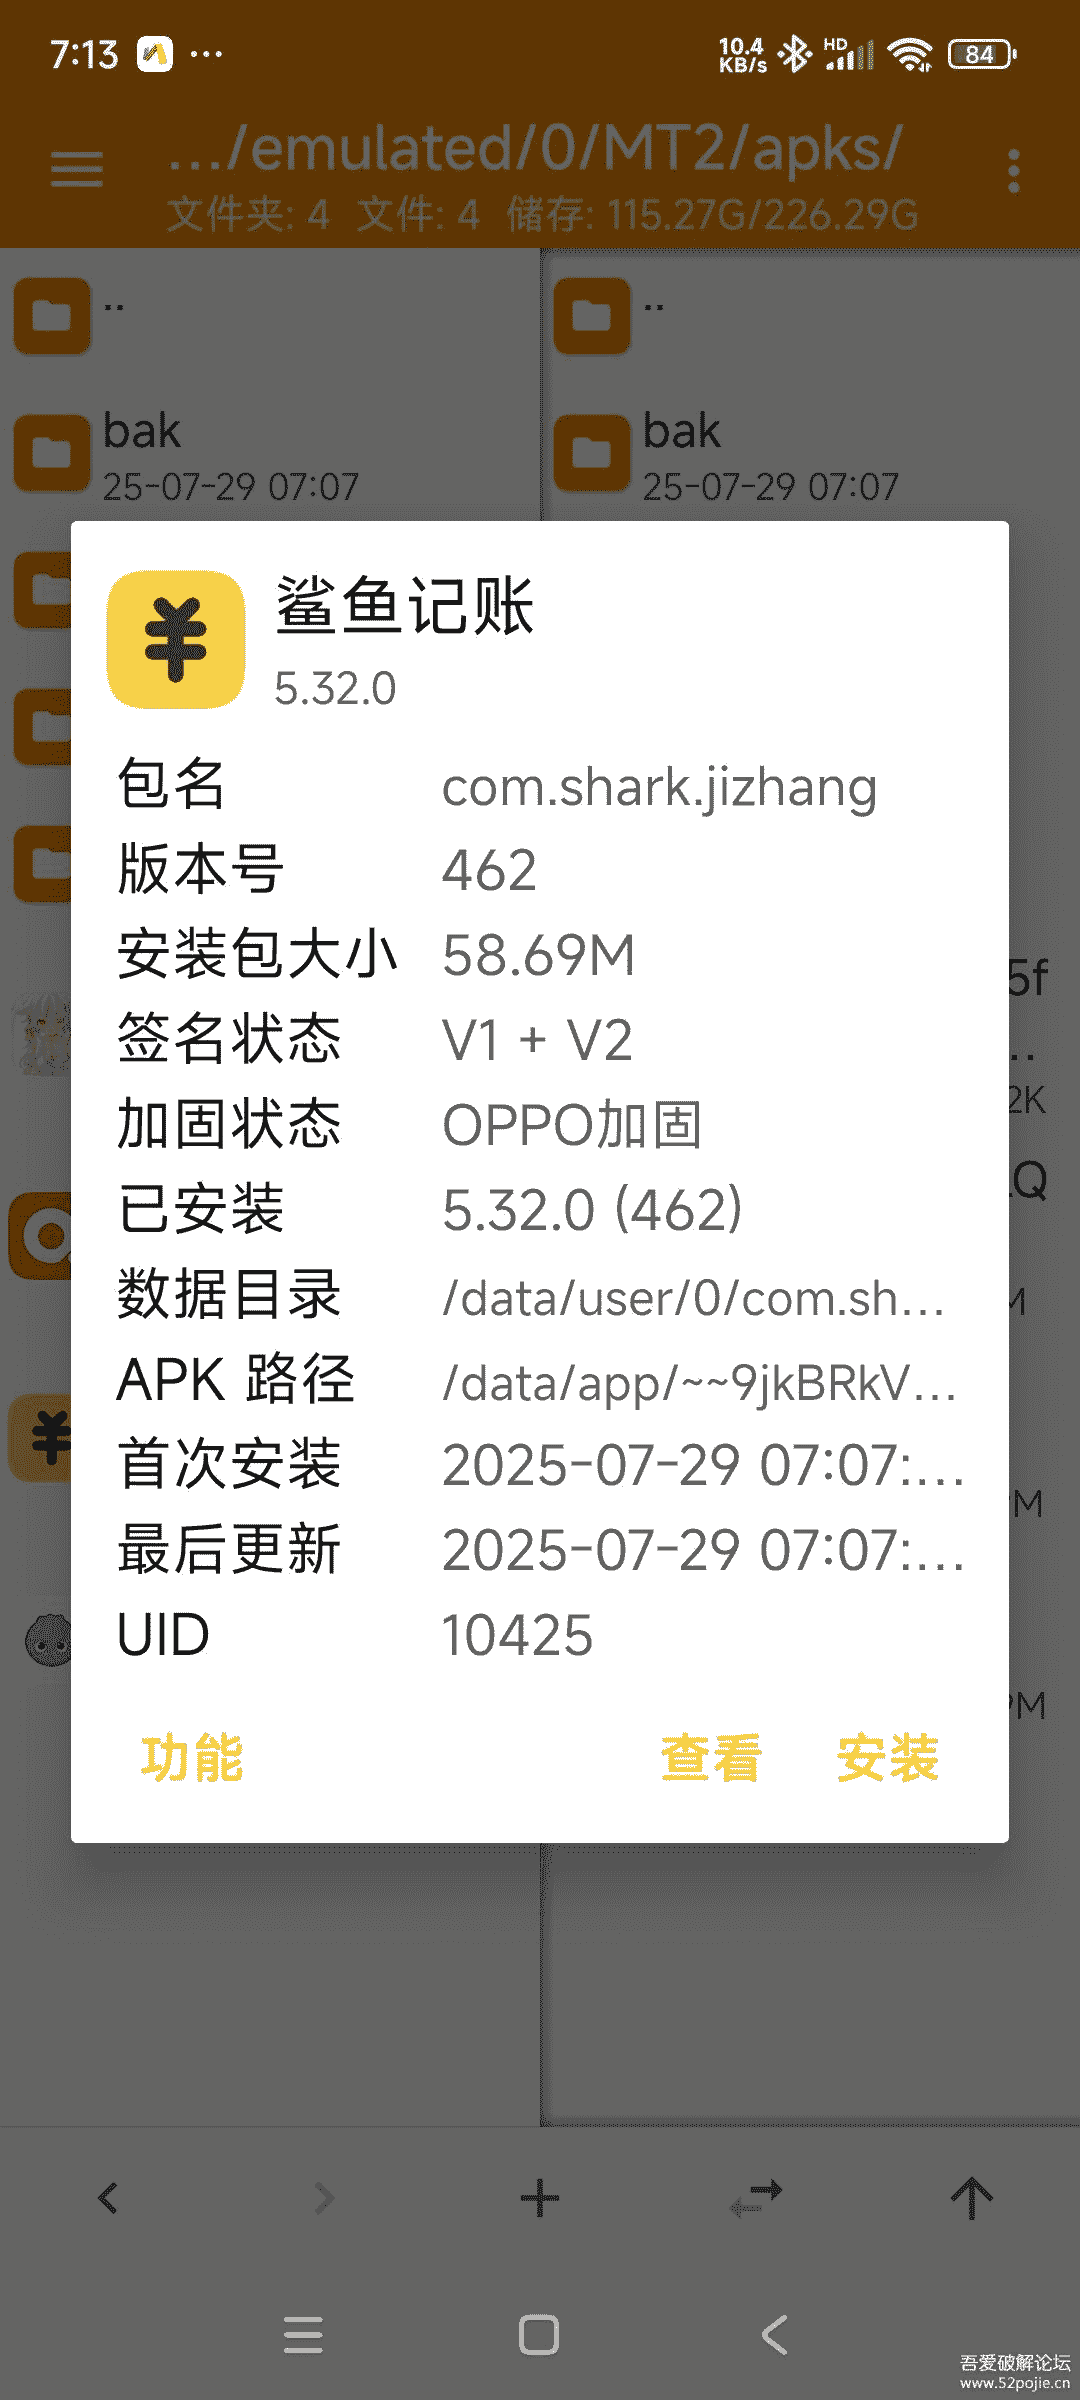 7:13 ··· 10.4 KB/s HD 84
.../emulated/0/MT2/apks/
文件夹: 4 文件: 4 储存: 115.27G/226.29G
.. ..
bak bak
25-07-29 07:07 25-07-29 07:07
鲨鱼记账
5.32.0
包名 com.shark.jizhang
版本号 462
安装包大小 58.69M
签名状态 V1 + V2
加固状态 OPPO加固
已安装 5.32.0 (462)
数据目录 /data/user/0/com.sh...
APK 路径 /data/app/~~9jkBRkV...
首次安装 2025-07-29 07:07:...
最后更新 2025-07-29 07:07:...
UID 10425
功能 查看 安装
5f
..
2K
Q
M
M
M
吾爱破解论坛
www.52pojie.cn